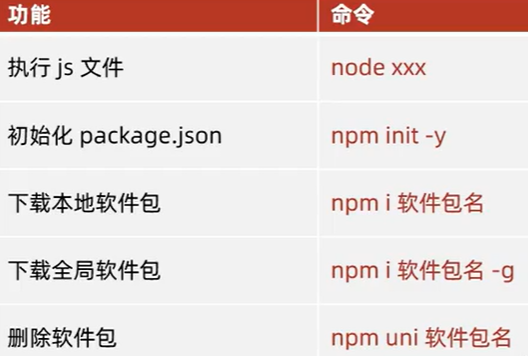 功能 命令
执行 js 文件 node xxx
初始化 package.json npm init -y
下载本地软件包 npm i 软件包名
下载全局软件包 npm i 软件包名 -g
删除软件包 npm uni 软件包名